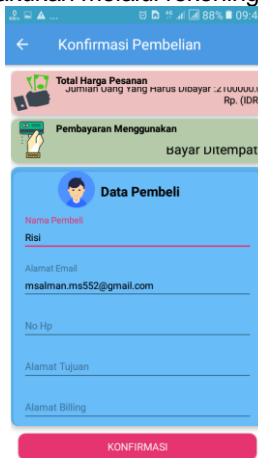 88% 09:4
Konfirmasi Pembelian
Total Harga Pesanan
Jumlah Uang Yang Harus Dibayar :2100000.
Rp. (IDR
Pembayaran Menggunakan
Bayar Ditempat
Data Pembeli
Nama Pembeli
Risi
Alamat Email
msalman.ms552@gmail.com
No Hp
Alamat Tujuan
Alamat Billing
KONFIRMASI